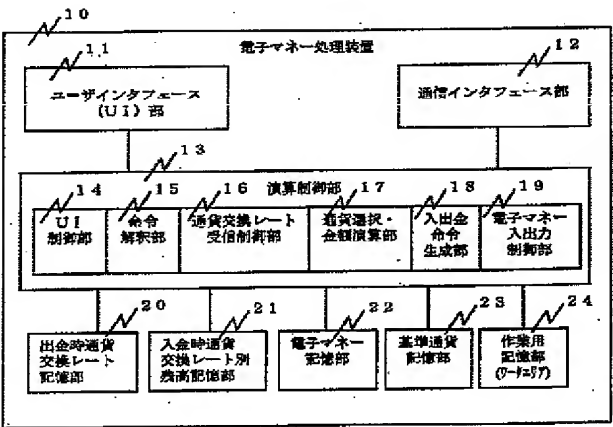 10
電子マネー処理装置
11
12
ユーザインタフェース
(UI)部
通信インタフェース部
13
演算制御部
14
15
16
17
18
19
UI
制御部
命令
解釈部
通貨交換レート
受信制御部
通貨選択・
金額演算部
入出金
命令
生成部
電子マネー
入出力
制御部
20
21
22
23
24
出金時通貨
交換レート
記憶部
入金時通貨
交換レート別
残高記憶部
電子マネー
記憶部
基準通貨
記憶部
作業用
記憶部
(ワークエリア)